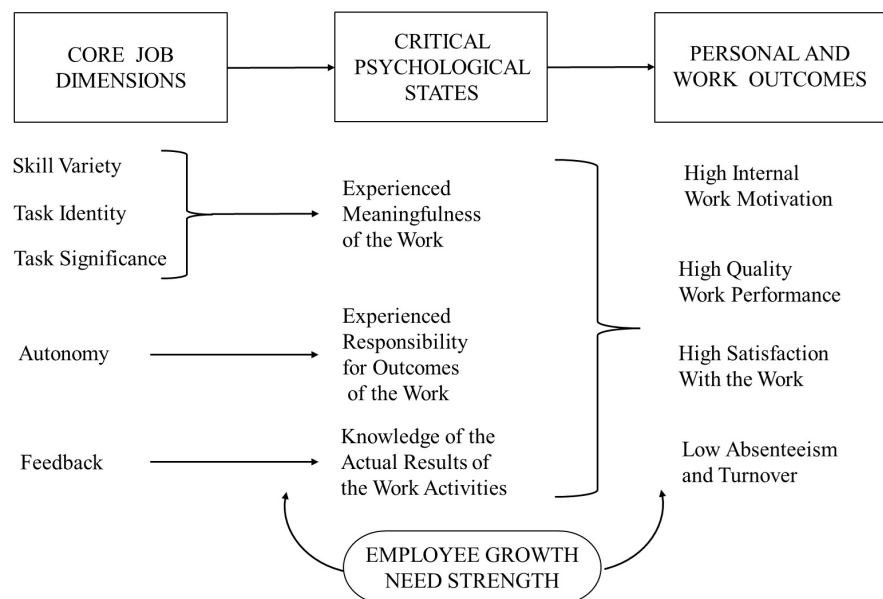 CORE JOB
DIMENSIONS
CRITICAL
PSYCHOLOGICAL
STATES
PERSONAL AND
WORK OUTCOMES
Skill Variety
Task Identity
Task Significance
Experienced
Meaningfulness
of the Work
High Internal
Work Motivation
High Quality
Work Performance
Autonomy
Experienced
Responsibility
for Outcomes
of the Work
High Satisfaction
With the Work
Feedback
Knowledge of the
Actual Results of
the Work Activities
Low Absenteeism
and Turnover
EMPLOYEE GROWTH
NEED STRENGTH